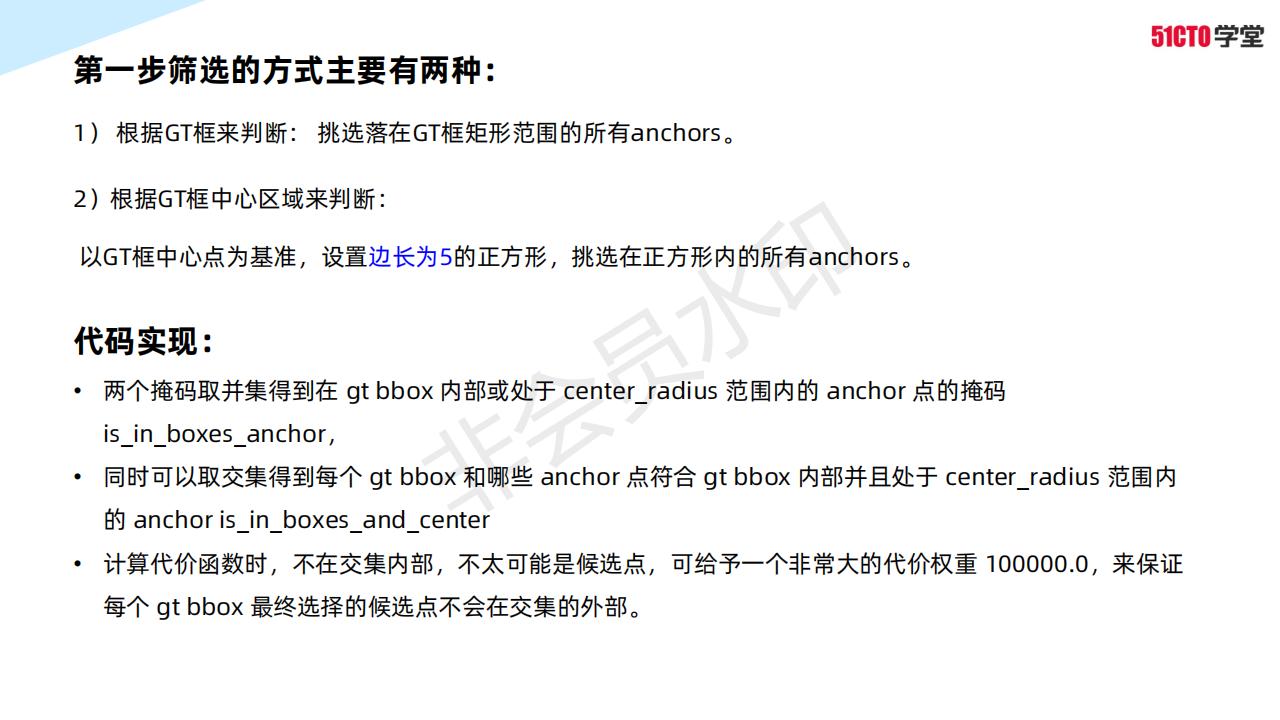 51CTO学堂
第一步筛选的方式主要有两种：
1） 根据GT框来判断： 挑选落在GT框矩形范围的所有anchors。
2）根据GT框中心区域来判断：
以GT框中心点为基准，设置边长为5的正方形，挑选在正方形内的所有anchors。
代码实现：
• 两个掩码取并集得到在 gt bbox 内部或处于 center_radius 范围内的 anchor 点的掩码
is_in_boxes_anchor，
• 同时可以取交集得到每个 gt bbox 和哪些 anchor 点符合 gt bbox 内部并且处于 center_radius 范围内
的 anchor is_in_boxes_and_center
• 计算代价函数时，不在交集内部，不太可能是候选点，可给予一个非常大的代价权重 100000.0，来保证
每个 gt bbox 最终选择的候选点不会在交集的外部。
非会员水印